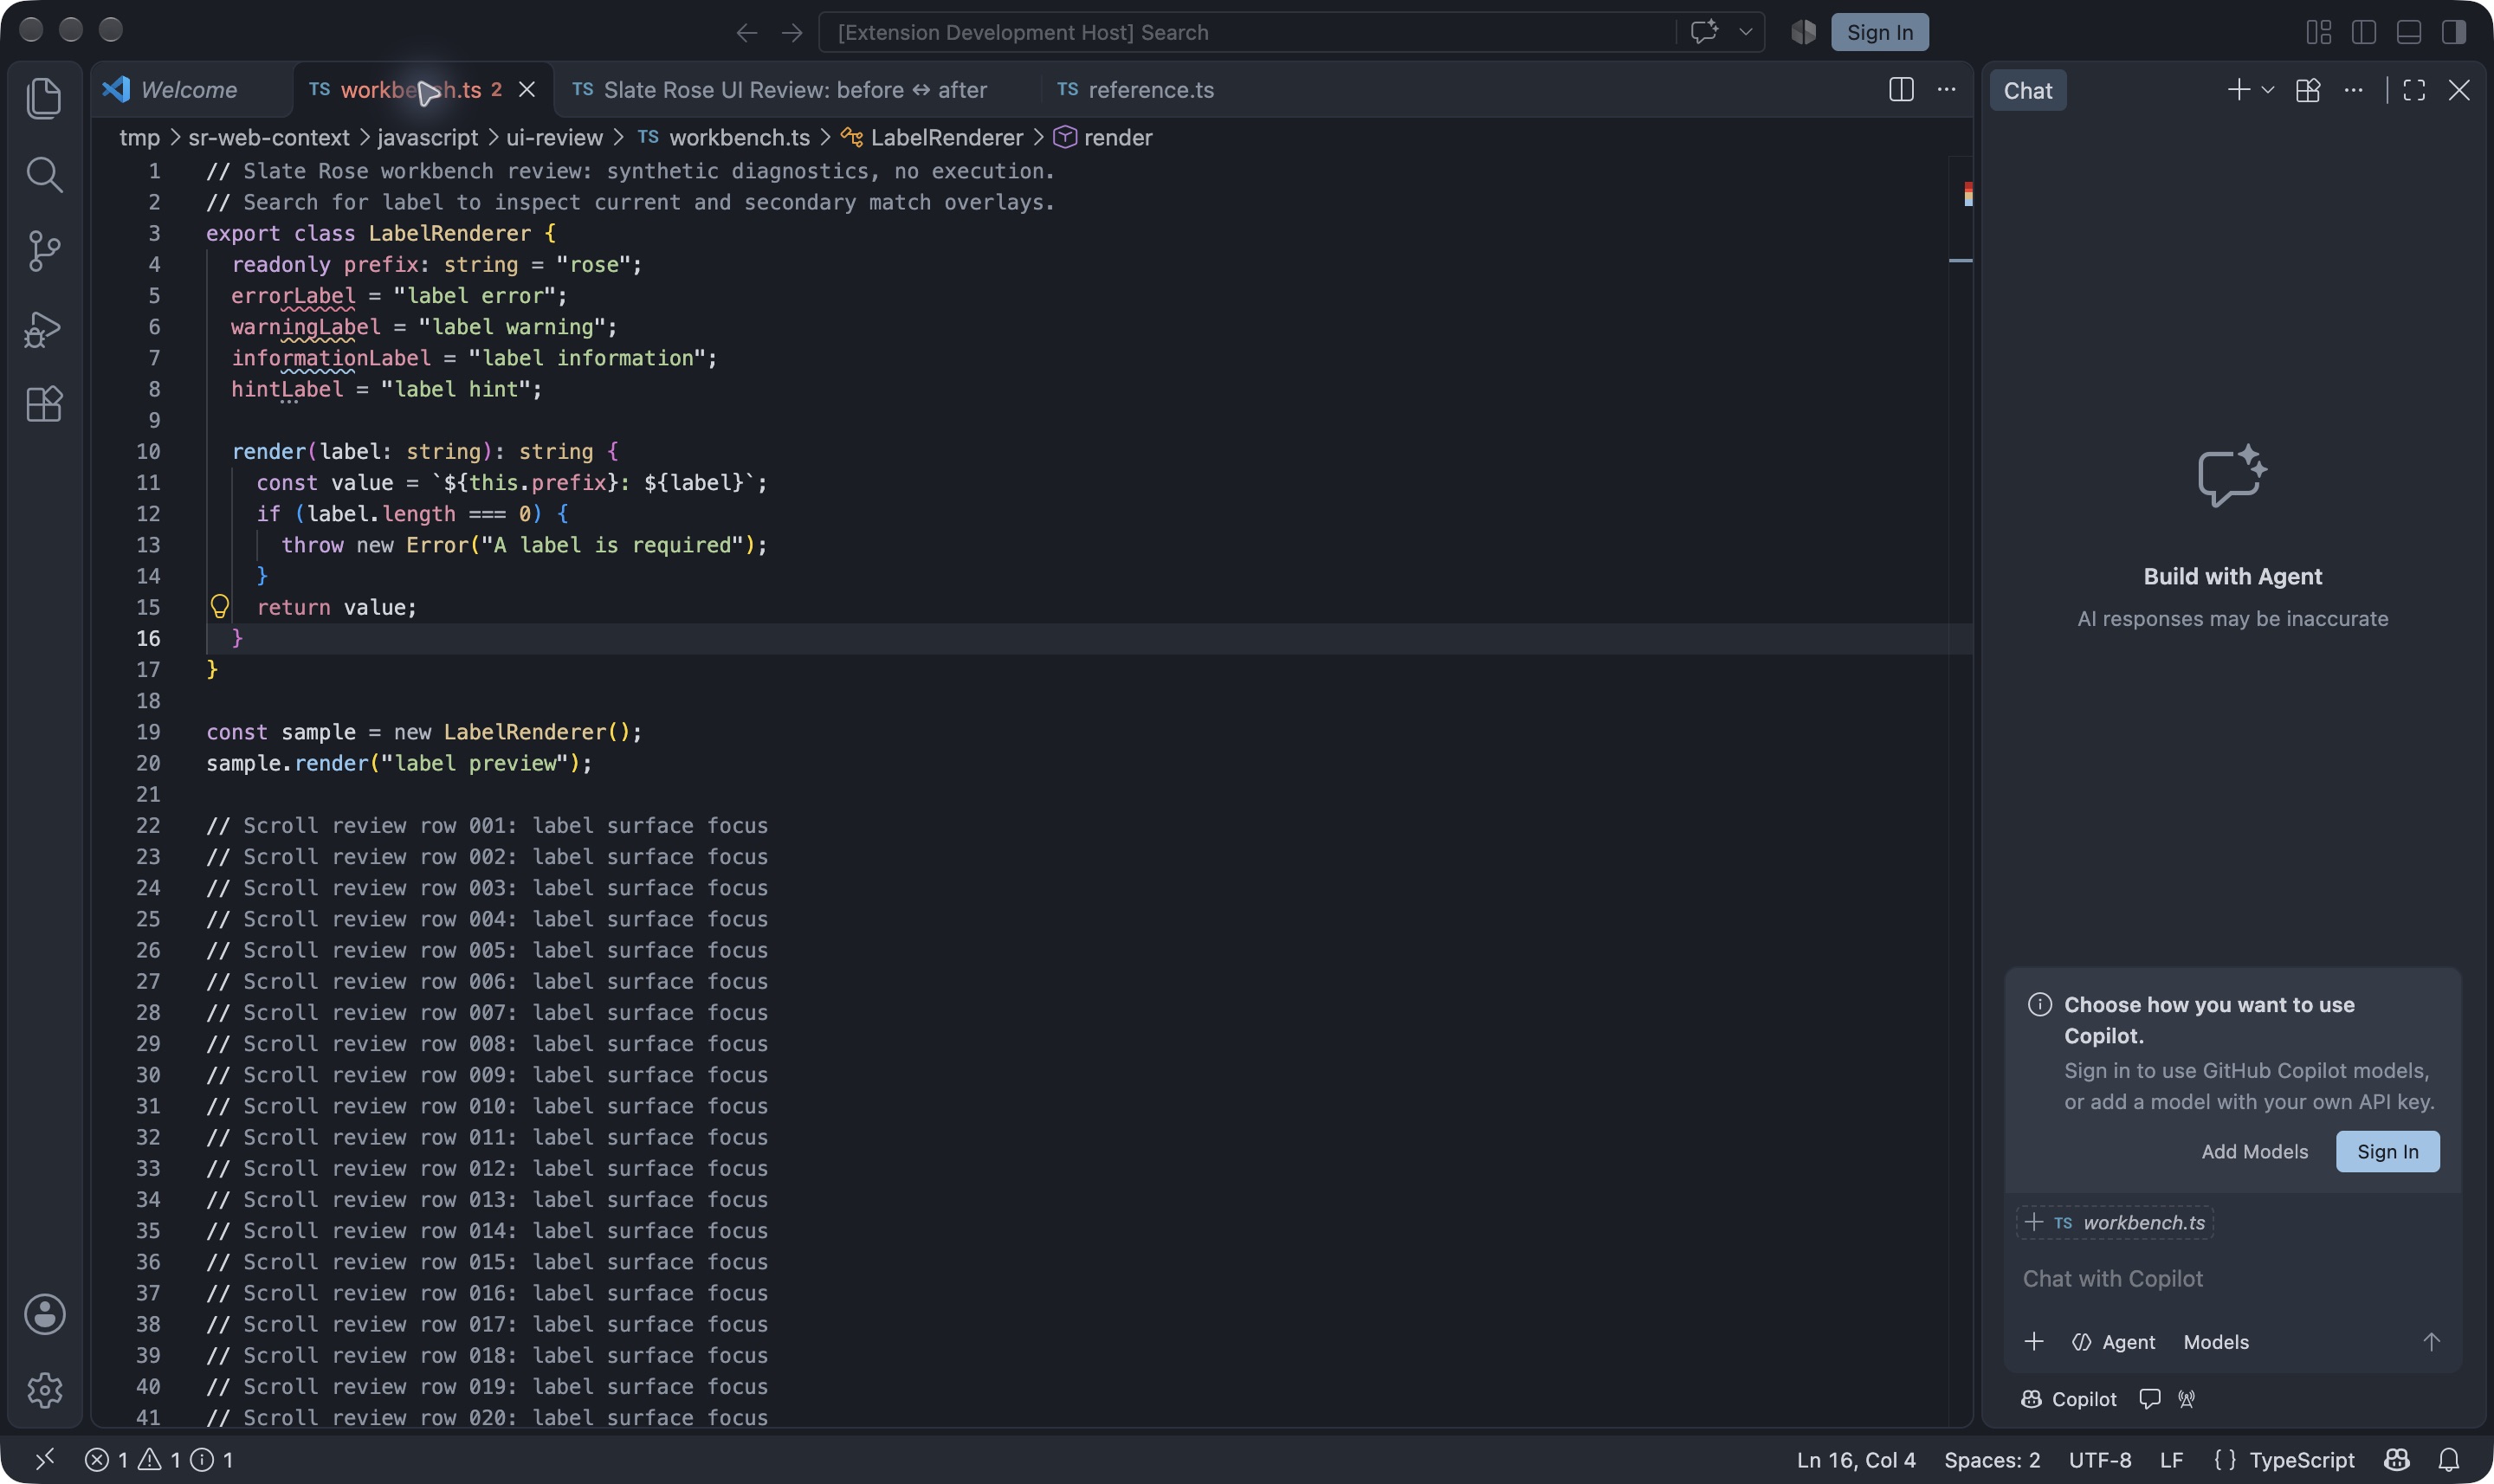 [Extension Development Host] Search
Sign In
Welcome
TS workbench.ts 2
TS Slate Rose UI Review: before ↔ after
TS reference.ts
tmp > sr-web-context > javascript > ui-review > TS workbench.ts > LabelRenderer > render
1 // Slate Rose workbench review: synthetic diagnostics, no execution.
2 // Search for label to inspect current and secondary match overlays.
3 export class LabelRenderer {
4   readonly prefix: string = "rose";
5   errorLabel = "label error";
6   warningLabel = "label warning";
7   informationLabel = "label information";
8   hintLabel = "label hint";
9
10   render(label: string): string {
11     const value = `${this.prefix}: ${label}`;
12     if (label.length === 0) {
13       throw new Error("A label is required");
14     }
15     return value;
16   }
17 }
18
19 const sample = new LabelRenderer();
20 sample.render("label preview");
21
22 // Scroll review row 001: label surface focus
23 // Scroll review row 002: label surface focus
24 // Scroll review row 003: label surface focus
25 // Scroll review row 004: label surface focus
26 // Scroll review row 005: label surface focus
27 // Scroll review row 006: label surface focus
28 // Scroll review row 007: label surface focus
29 // Scroll review row 008: label surface focus
30 // Scroll review row 009: label surface focus
31 // Scroll review row 010: label surface focus
32 // Scroll review row 011: label surface focus
33 // Scroll review row 012: label surface focus
34 // Scroll review row 013: label surface focus
35 // Scroll review row 014: label surface focus
36 // Scroll review row 015: label surface focus
37 // Scroll review row 016: label surface focus
38 // Scroll review row 017: label surface focus
39 // Scroll review row 018: label surface focus
40 // Scroll review row 019: label surface focus
41 // Scroll review row 020: label surface focus
Chat
Build with Agent
AI responses may be inaccurate
Choose how you want to use
Copilot.
Sign in to use GitHub Copilot models,
or add a model with your own API key.
Add Models
Sign In
TS workbench.ts
Chat with Copilot
Agent
Models
Copilot
1 1 1
Ln 16, Col 4
Spaces: 2
UTF-8
LF
{ } TypeScript